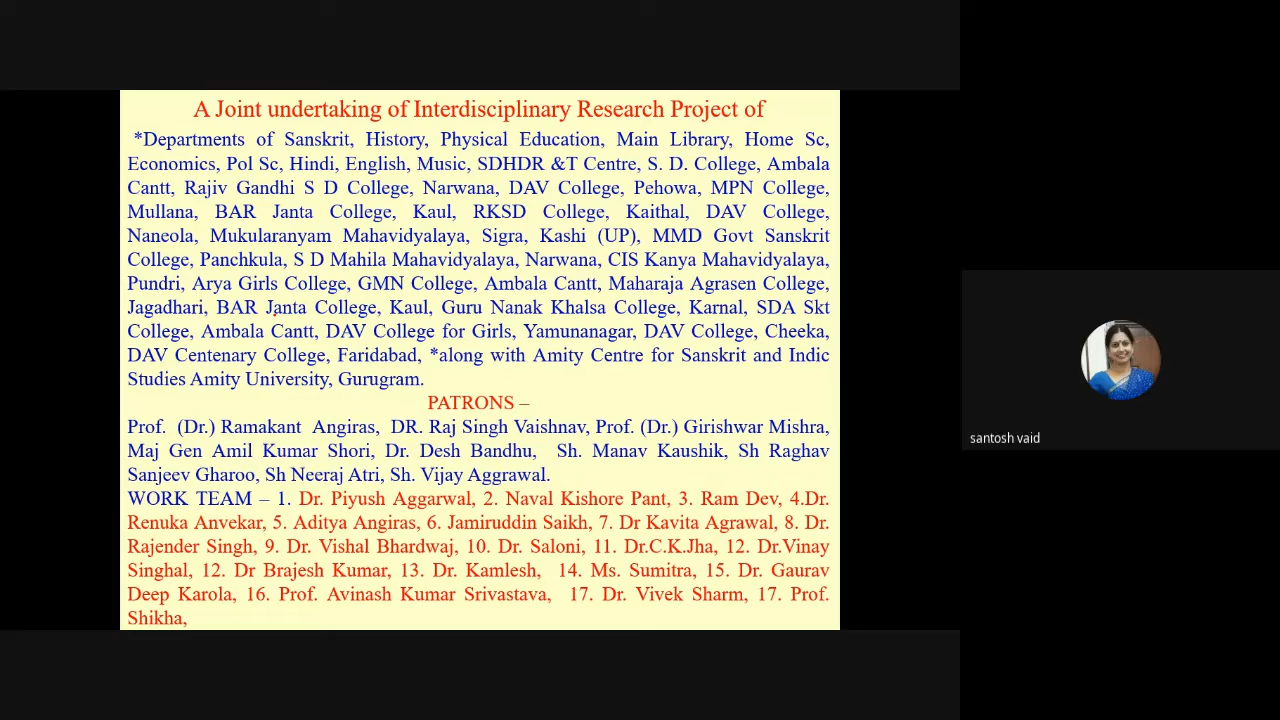 A Joint undertaking of Interdisciplinary Research Project of
*Departments of Sanskrit, History, Physical Education, Main Library, Home Sc,
Economics, Pol Sc, Hindi, English, Music, SDHDR &T Centre, S. D. College, Ambala
Cantt, Rajiv Gandhi S D College, Narwana, DAV College, Pehowa, MPN College,
Mullana, BAR Janta College, Kaul, RKSD College, Kaithal, DAV College,
Naneola, Mukularanyam Mahavidyalaya, Sigra, Kashi (UP), MMD Govt Sanskrit
College, Panchkula, S D Mahila Mahavidyalaya, Narwana, CIS Kanya Mahavidyalaya,
Pundri, Arya Girls College, GMN College, Ambala Cantt, Maharaja Agrasen College,
Jagadhari, BAR Janta College, Kaul, Guru Nanak Khalsa College, Karnal, SDA Skt
College, Ambala Cantt, DAV College for Girls, Yamunanagar, DAV College, Cheeka,
DAV Centenary College, Faridabad, *along with Amity Centre for Sanskrit and Indic
Studies Amity University, Gurugram.
PATRONS –
Prof. (Dr.) Ramakant Angiras, DR. Raj Singh Vaishnav, Prof. (Dr.) Girishwar Mishra,
Maj Gen Amil Kumar Shori, Dr. Desh Bandhu, Sh. Manav Kaushik, Sh Raghav
Sanjeev Gharoo, Sh Neeraj Atri, Sh. Vijay Aggrawal.
WORK TEAM – 1. Dr. Piyush Aggarwal, 2. Naval Kishore Pant, 3. Ram Dev, 4.Dr.
Renuka Anvekar, 5. Aditya Angiras, 6. Jamiruddin Saikh, 7. Dr Kavita Agrawal, 8. Dr.
Rajender Singh, 9. Dr. Vishal Bhardwaj, 10. Dr. Saloni, 11. Dr.C.K.Jha, 12. Dr.Vinay
Singhal, 12. Dr Brajesh Kumar, 13. Dr. Kamlesh, 14. Ms. Sumitra, 15. Dr. Gaurav
Deep Karola, 16. Prof. Avinash Kumar Srivastava, 17. Dr. Vivek Sharm, 17. Prof.
Shikha,
santosh vaid